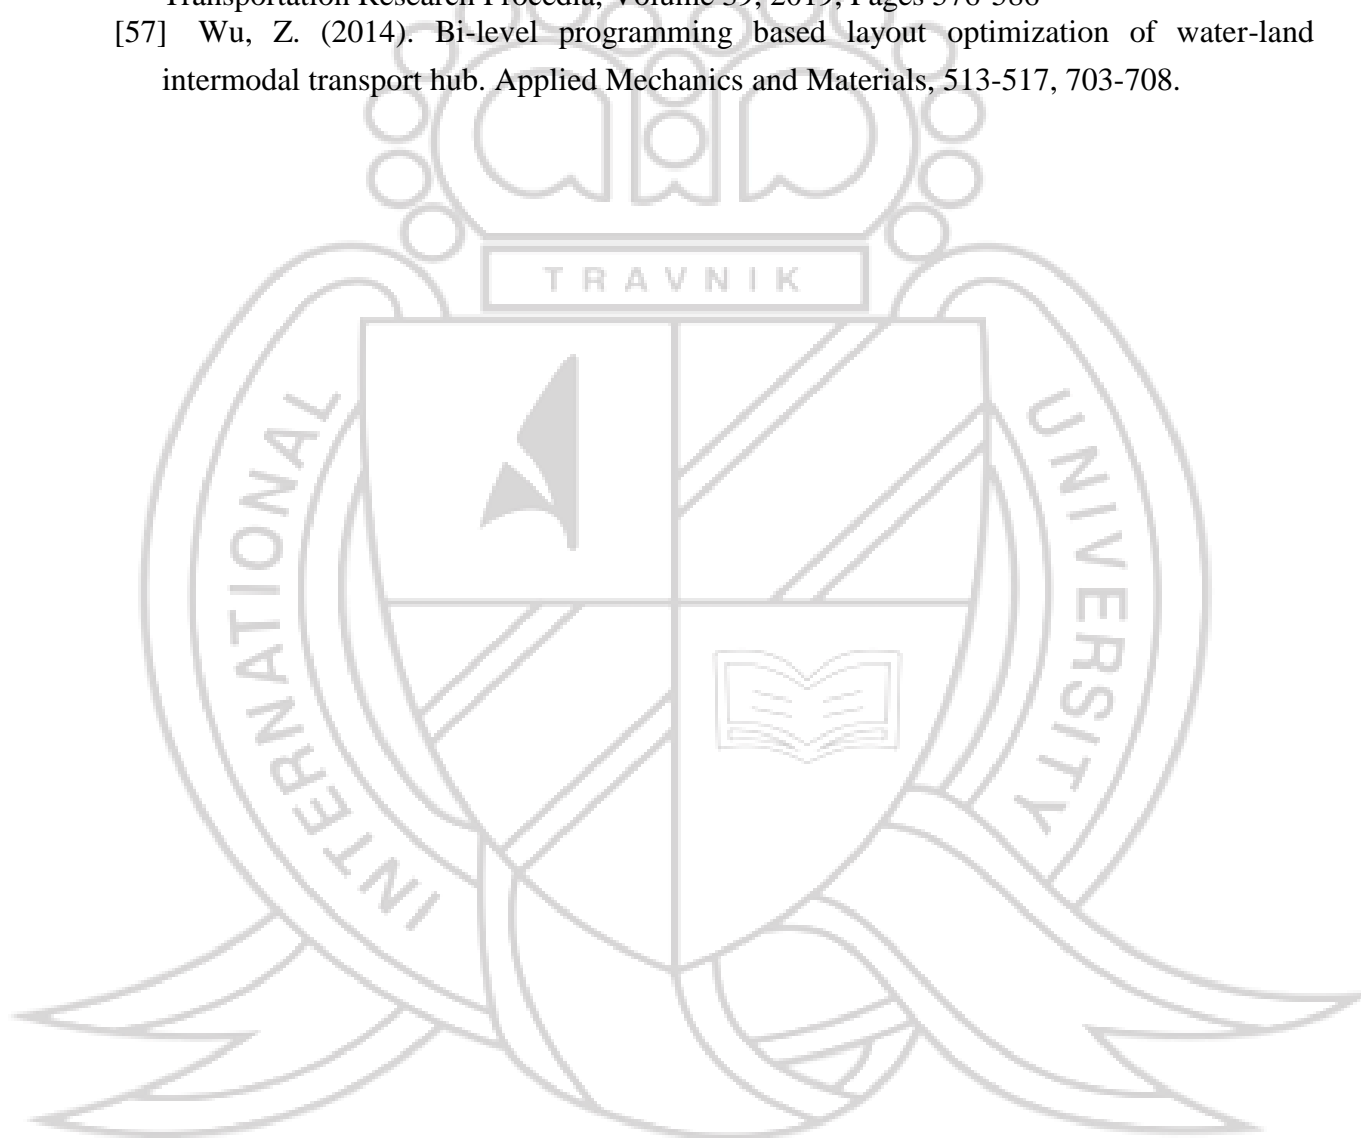 Transportation Research Procedia, Volume 39, 2019, Pages 576-586
[57] Wu, Z. (2014). Bi-level programming based layout optimization of water-land
intermodal transport hub. Applied Mechanics and Materials, 513-517, 703-708.
TRAVNIK
INTERNATIONAL
UNIVERSITY